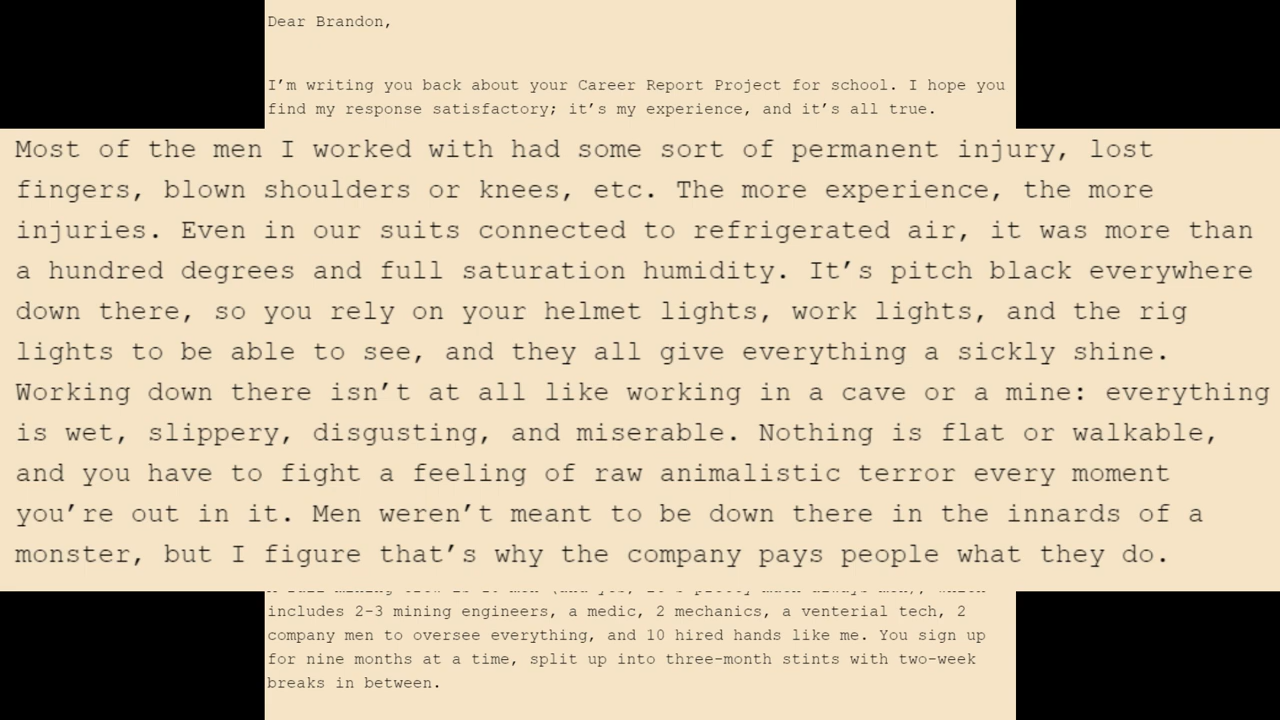 Dear Brandon,
I’m writing you back about your Career Report Project for school. I hope you
find my response satisfactory; it’s my experience, and it’s all true.
Most of the men I worked with had some sort of permanent injury, lost
fingers, blown shoulders or knees, etc. The more experience, the more
injuries. Even in our suits connected to refrigerated air, it was more than
a hundred degrees and full saturation humidity. It’s pitch black everywhere
down there, so you rely on your helmet lights, work lights, and the rig
lights to be able to see, and they all give everything a sickly shine.
Working down there isn’t at all like working in a cave or a mine: everything
is wet, slippery, disgusting, and miserable. Nothing is flat or walkable,
and you have to fight a feeling of raw animalistic terror every moment
you’re out in it. Men weren’t meant to be down there in the innards of a
monster, but I figure that’s why the company pays people what they do.
includes 2-3 mining engineers, a medic, 2 mechanics, a venterial tech, 2
company men to oversee everything, and 10 hired hands like me. You sign up
for nine months at a time, split up into three-month stints with two-week
breaks in between.